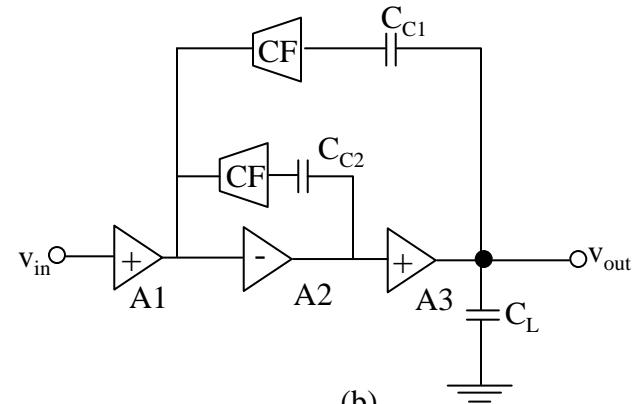 CF
C_C1
CF
C_C2
v_in
+
-
+
v_out
A1
A2
A3
C_L
(b)